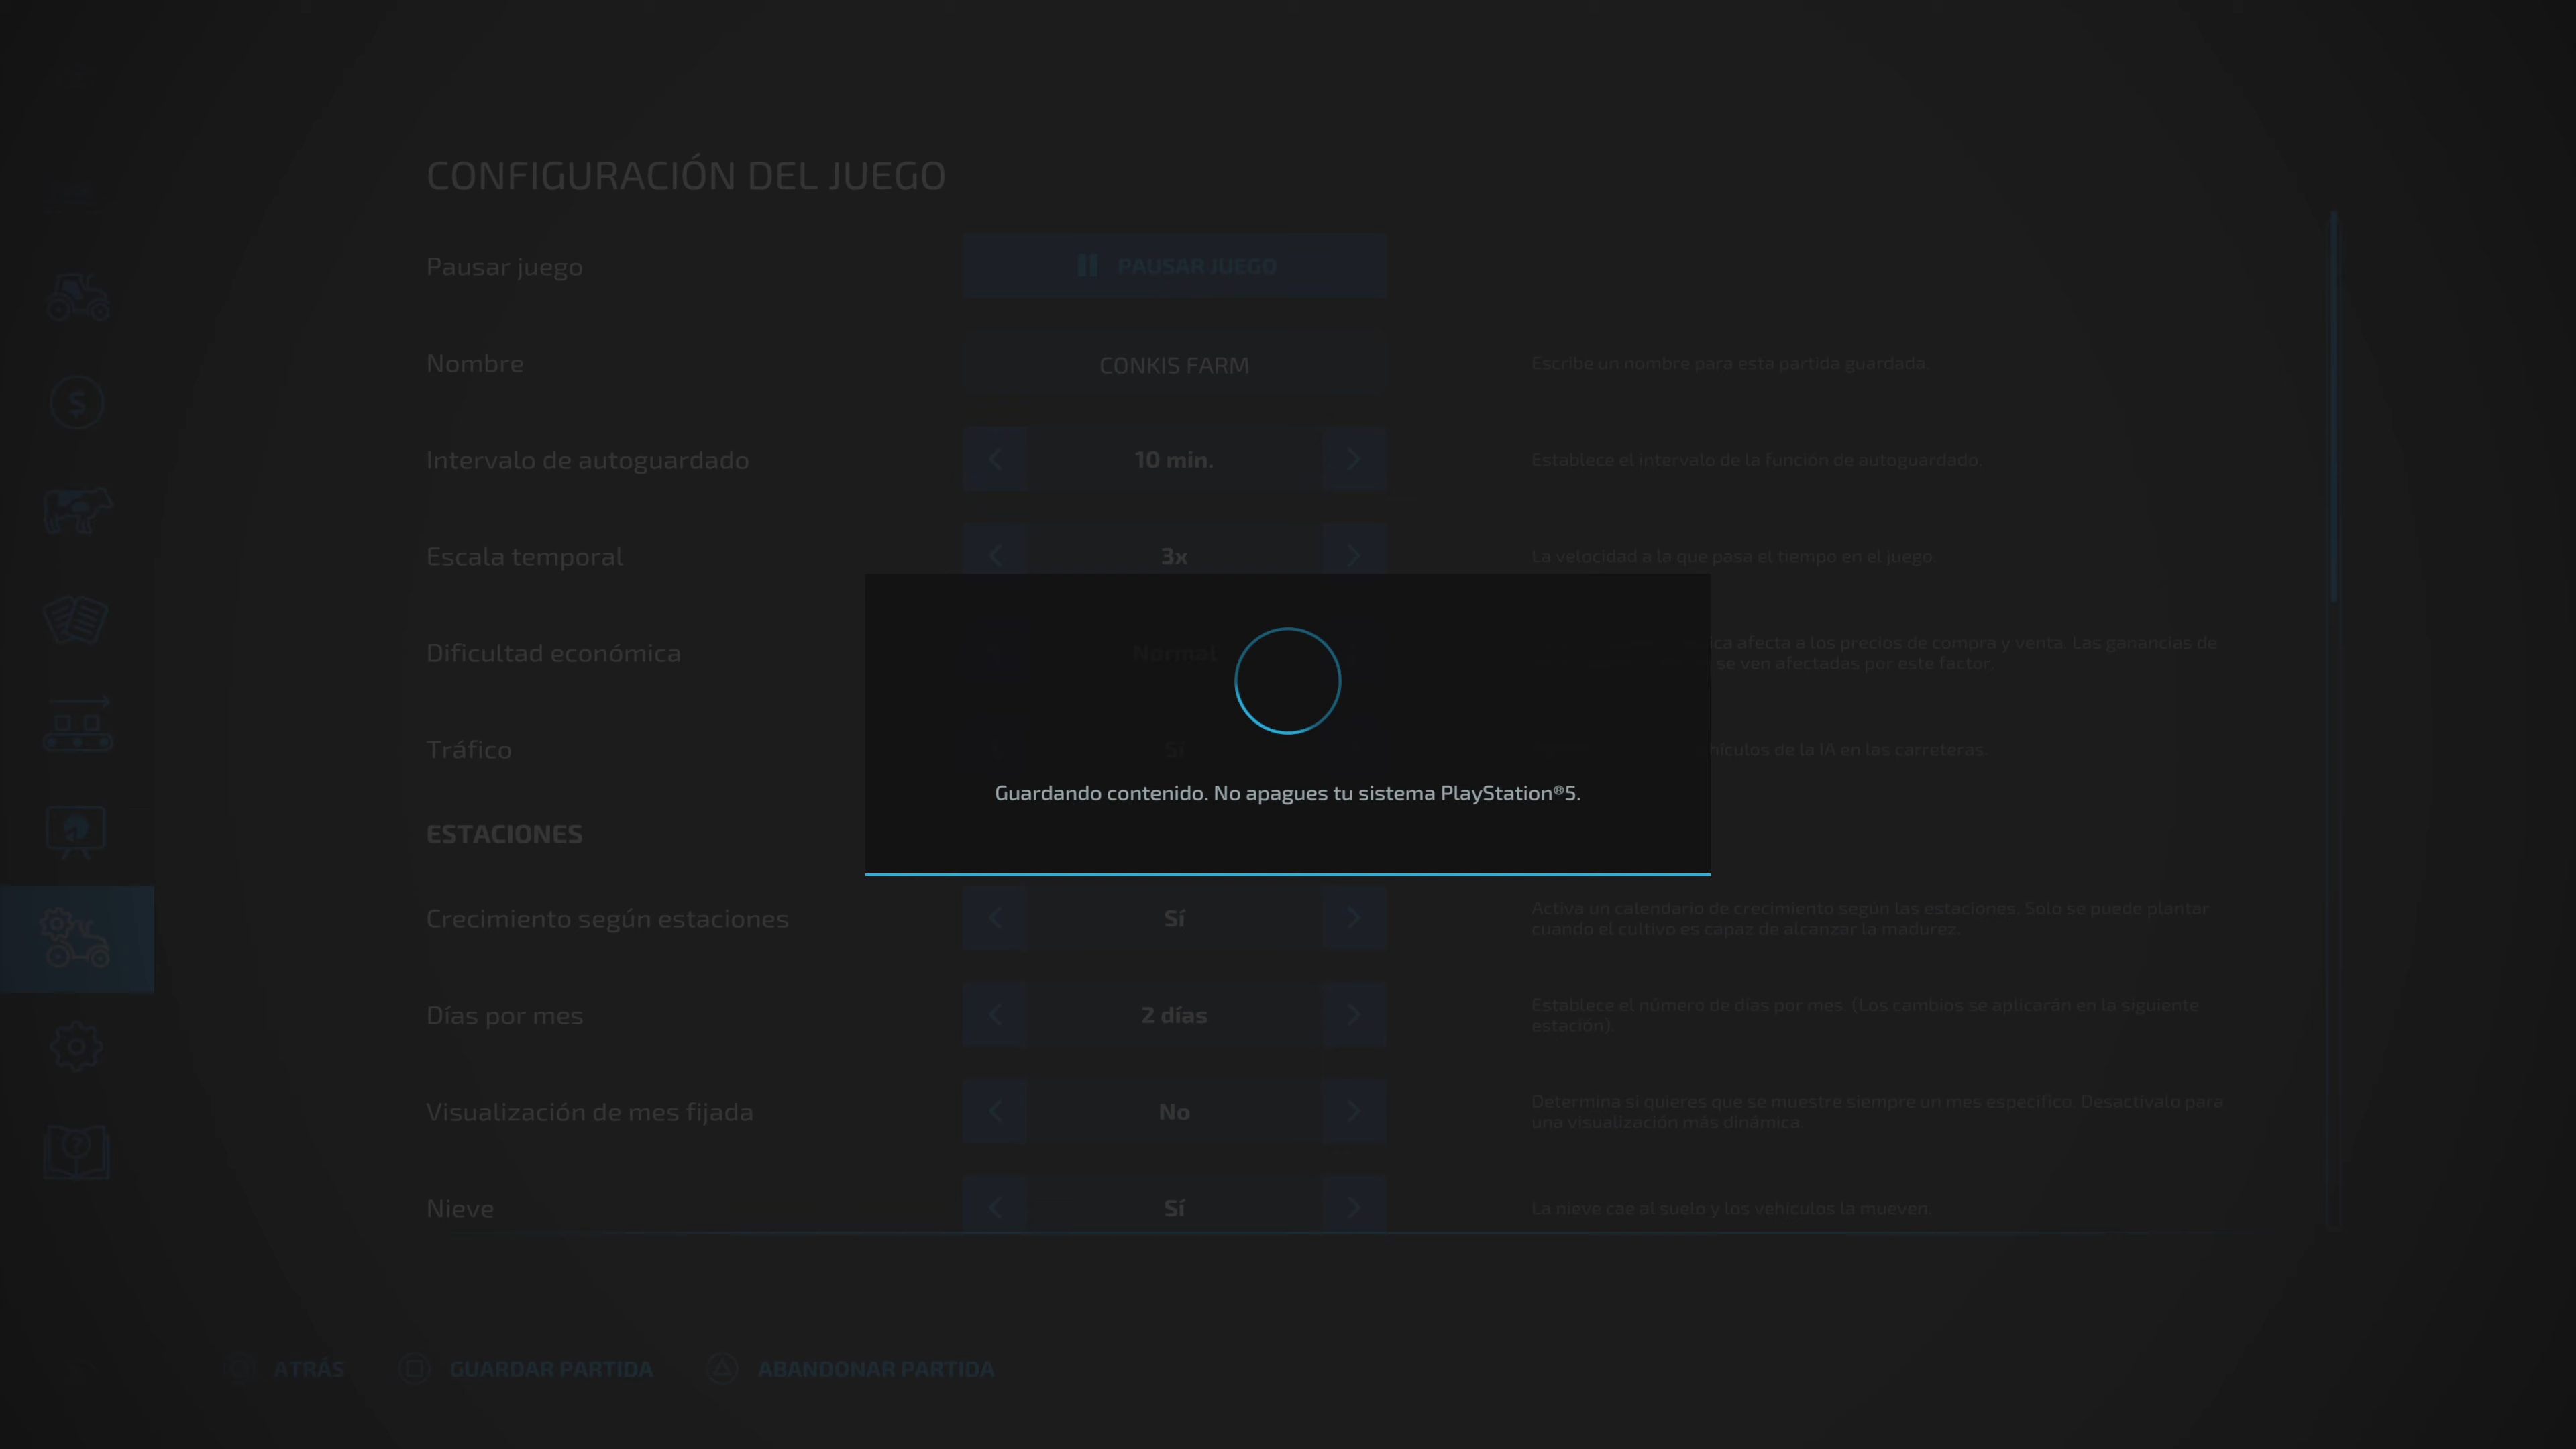 CONFIGURACIÓN DEL JUEGO
Pausar juego
PAUSAR JUEGO
Nombre
CONKIS FARM
Escribe un nombre para esta partida guardada.
Intervalo de autoguardado
10 min.
Establece el intervalo de la función de autoguardado.
Escala temporal
3x
La velocidad a la que pasa el tiempo en el juego.
Dificultad económica
Normal
afecta a los precios de compra y venta. Las ganancias de
se ven afectadas por este factor.
Tráfico
Sí
de la IA en las carreteras.
Guardando contenido. No apagues tu sistema PlayStation®5.
ESTACIONES
Crecimiento según estaciones
Sí
Activa un calendario de crecimiento según las estaciones. Solo se puede plantar
cuando el cultivo es capaz de alcanzar la madurez.
Días por mes
2 días
Establece el número de días por mes. (Los cambios se aplicarán en la siguiente
estación).
Visualización de mes fijada
No
Determina si quieres que se muestre siempre un mes específico. Desactívalo para
una visualización más dinámica.
Nieve
Sí
La nieve cae al suelo y los vehículos la mueven.
ATRÁS
GUARDAR PARTIDA
ABANDONAR PARTIDA